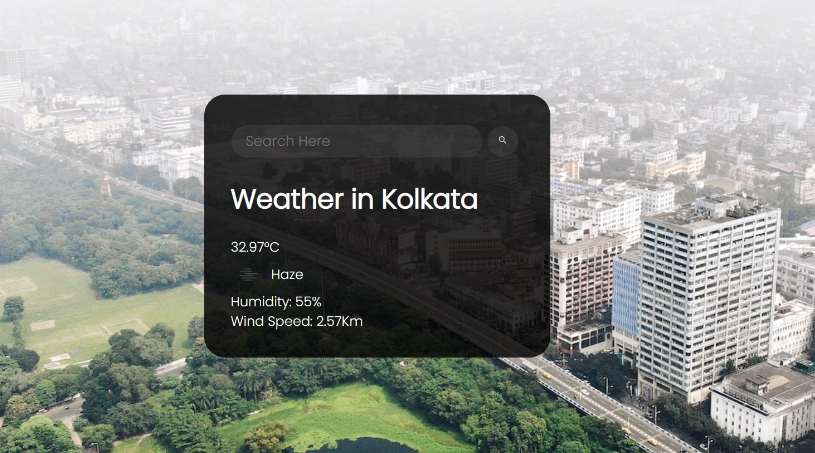 Search Here
Weather in Kolkata
32.97°C
Haze
Humidity: 55%
Wind Speed: 2.57Km